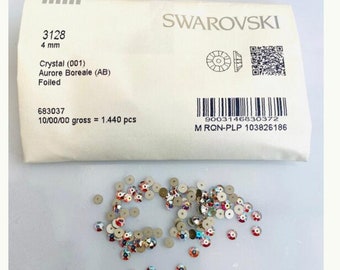 SWAROVSKI
3128
4 mm
Crystal (001)
Aurore Boreale (AB)
Foiled
683037
10/00/00 gross = 1.440 pcs
9003146830372
M RQN-PLP 103826186